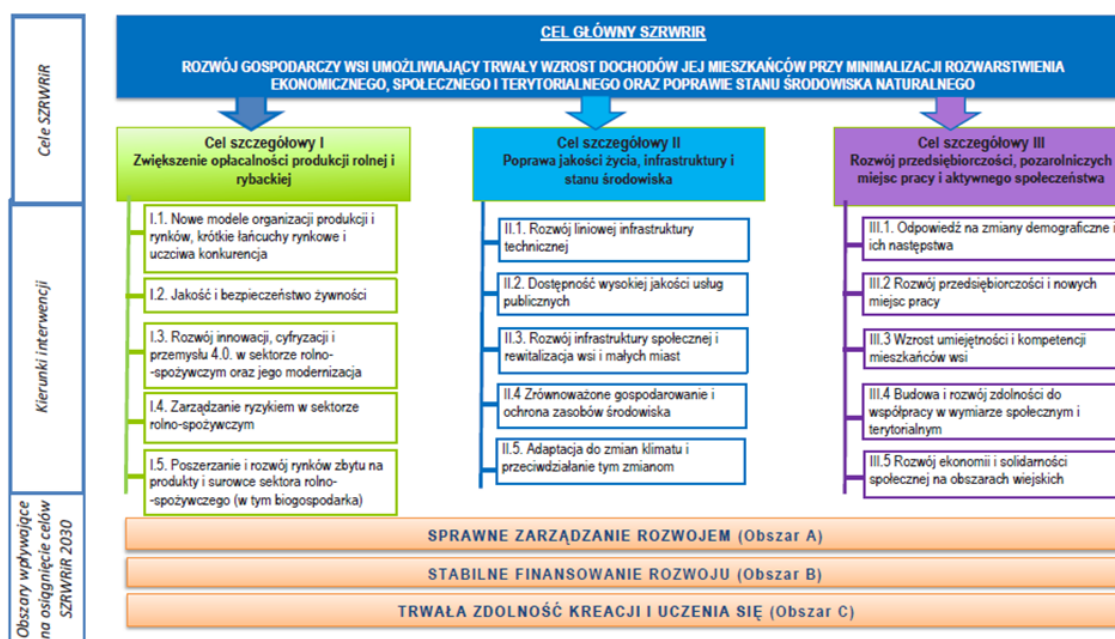 CEL GŁÓWNY SZRWRIR
ROZWÓJ GOSPODARCZY WSI UMOŻLIWIAJĄCY TRWAŁY WZROST DOCHODÓW JEJ MIESZKAŃCÓW PRZY MINIMALIZACJI ROZWARSTWIENIA
EKONOMICZNEGO, SPOŁECZNEGO I TERYTORIALNEGO ORAZ POPRAWIE STANU ŚRODOWISKA NATURALNEGO
Cele SZRWRiR
Cel szczegółowy I
Zwiększenie opłacalności produkcji rolnej i
rybackiej
Cel szczegółowy II
Poprawa jakości życia, infrastruktury i
stanu środowiska
Cel szczegółowy III
Rozwój przedsiębiorczości, pozarolniczych
miejsc pracy i aktywnego społeczeństwa
Kierunki interwencji
I.1. Nowe modele organizacji produkcji i
rynków, krótkie łańcuchy rynkowe i
uczciwa konkurencja
I.2. Jakość i bezpieczeństwo żywności
I.3. Rozwój innowacji, cyfryzacji i
przemysłu 4.0. w sektorze rolno-
-spożywczym oraz jego modernizacja
I.4. Zarządzanie ryzykiem w sektorze
rolno-spożywczym
I.5. Poszerzanie i rozwój rynków zbytu na
produkty i surowce sektora rolno-
-spożywczego (w tym biogospodarka)
II.1. Rozwój liniowej infrastruktury
technicznej
II.2. Dostępność wysokiej jakości usług
publicznych
II.3. Rozwój infrastruktury społecznej i
rewitalizacja wsi i małych miast
II.4 Zrównoważone gospodarowanie i
ochrona zasobów środowiska
II.5. Adaptacja do zmian klimatu i
przeciwdziałanie tym zmianom
III.1. Odpowiedź na zmiany demograficzne i
ich następstwa
III.2 Rozwój przedsiębiorczości i nowych
miejsc pracy
III.3 Wzrost umiejętności i kompetencji
mieszkańców wsi
III.4 Budowa i rozwój zdolności do
współpracy w wymiarze społecznym i
terytorialnym
III.5 Rozwój ekonomii i solidarności
społecznej na obszarach wiejskich
Obszary wpływające
na osiągnięcie celów
SZRWRiR 2030
SPRAWNE ZARZĄDZANIE ROZWOJEM (Obszar A)
STABILNE FINANSOWANIE ROZWOJU (Obszar B)
TRWAŁA ZDOLNOŚĆ KREACJI I UCZENIA SIĘ (Obszar C)